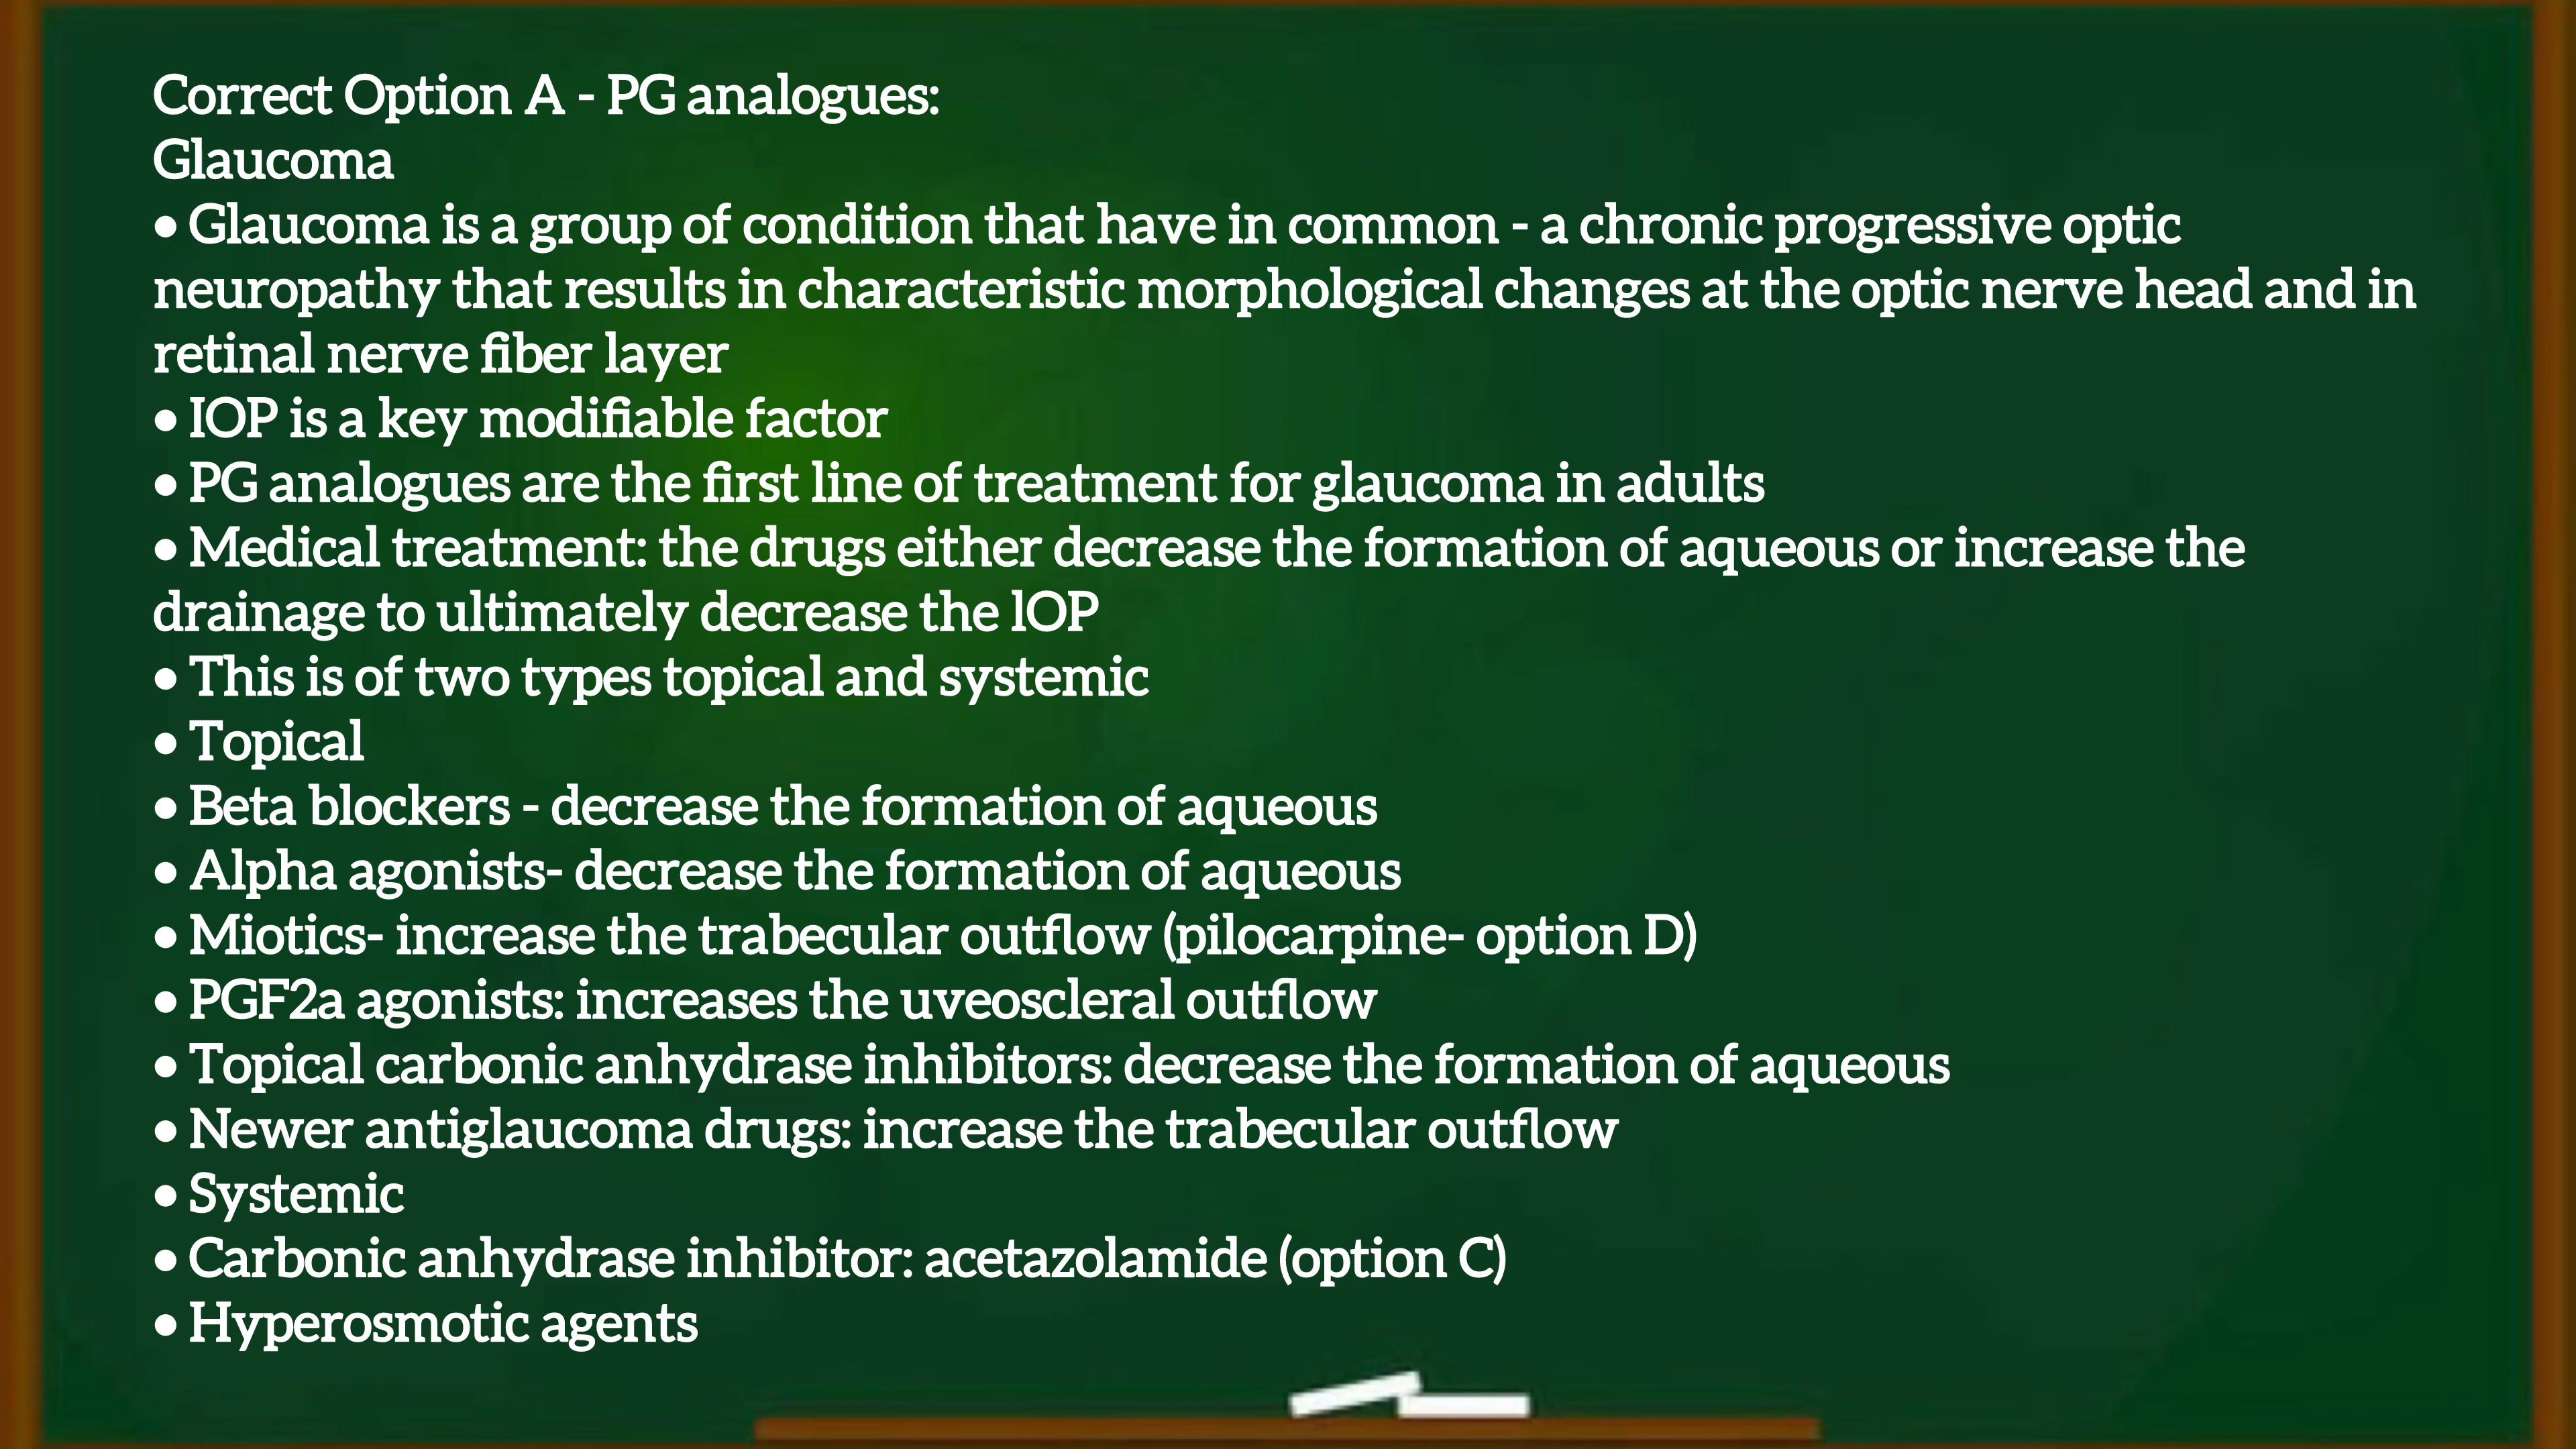 Correct Option A - PG analogues:
Glaucoma
• Glaucoma is a group of condition that have in common - a chronic progressive optic
neuropathy that results in characteristic morphological changes at the optic nerve head and in
retinal nerve fiber layer
• IOP is a key modifiable factor
• PG analogues are the first line of treatment for glaucoma in adults
• Medical treatment: the drugs either decrease the formation of aqueous or increase the
drainage to ultimately decrease the lOP
• This is of two types topical and systemic
• Topical
• Beta blockers - decrease the formation of aqueous
• Alpha agonists- decrease the formation of aqueous
• Miotics- increase the trabecular outflow (pilocarpine- option D)
• PGF2a agonists: increases the uveoscleral outflow
• Topical carbonic anhydrase inhibitors: decrease the formation of aqueous
• Newer antiglaucoma drugs: increase the trabecular outflow
• Systemic
• Carbonic anhydrase inhibitor: acetazolamide (option C)
• Hyperosmotic agents